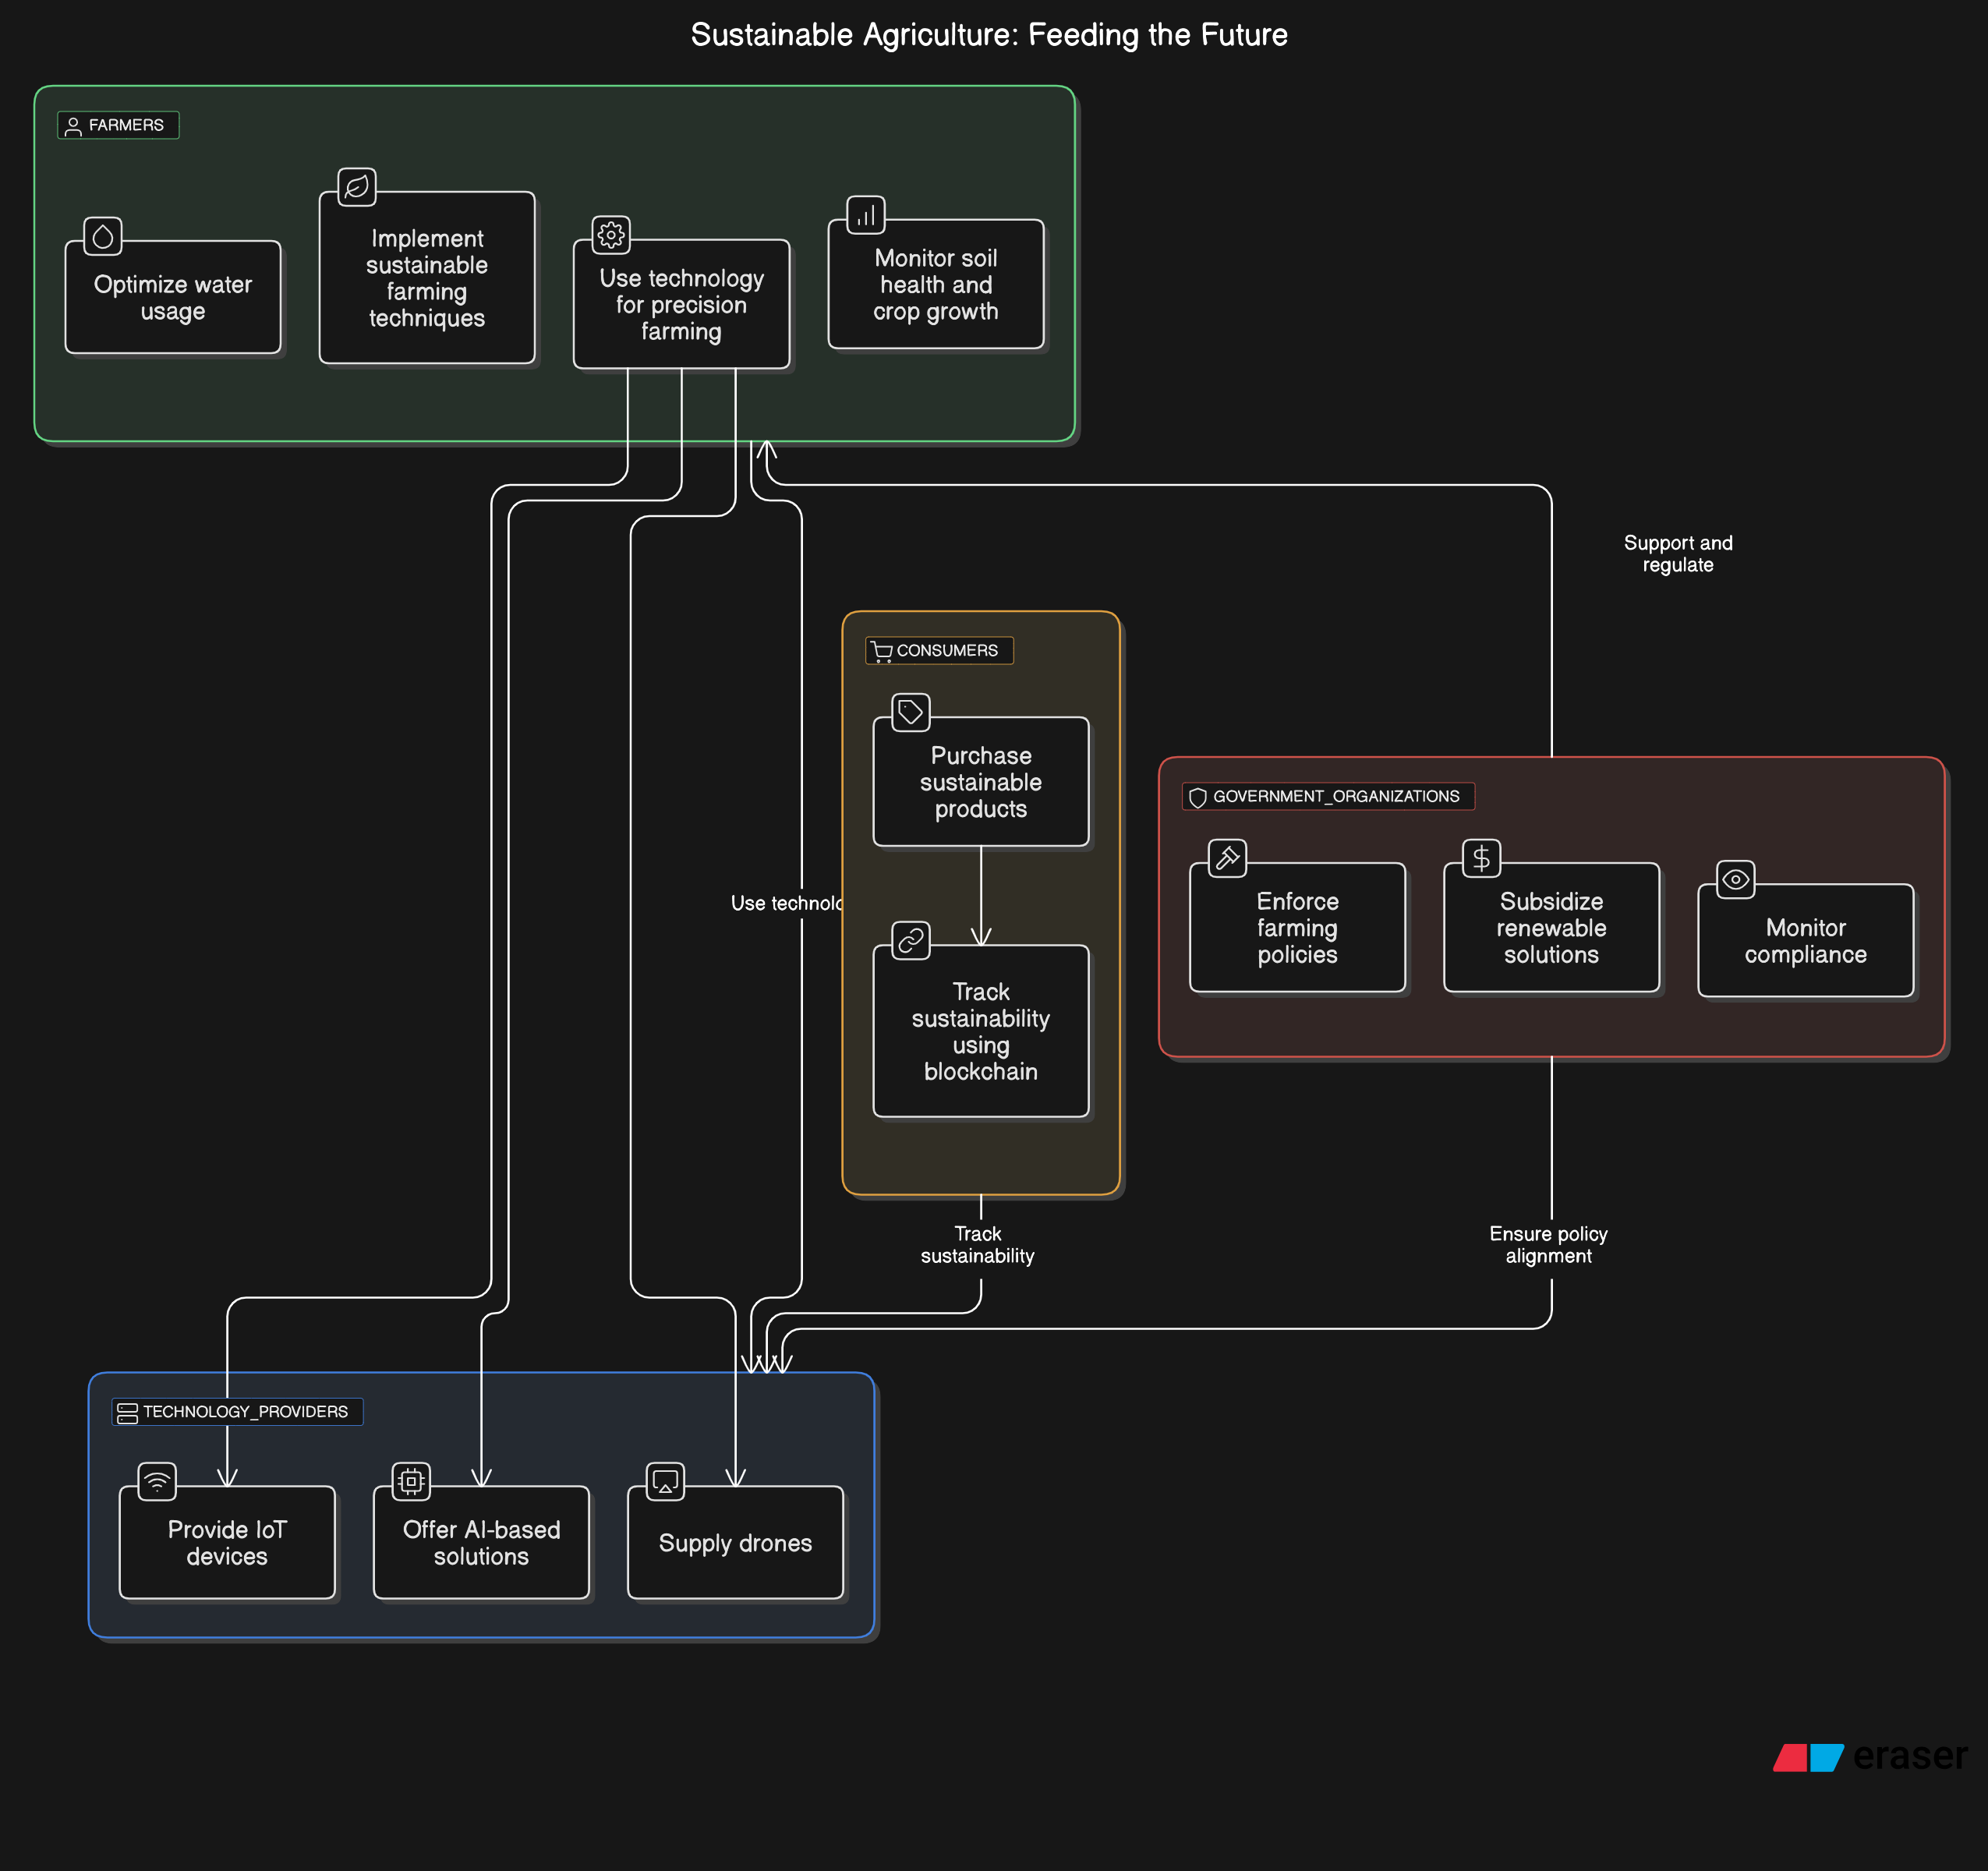 Sustainable Agriculture: Feeding the Future
FARMERS
Optimize water
usage
Implement
sustainable
farming
techniques
Use technology
for precision
farming
Monitor soil
health and
crop growth
Support and
regulate
CONSUMERS
Purchase
sustainable
products
Use technolo
Track
sustainability
using
blockchain
GOVERNMENT_ORGANIZATIONS
Enforce
farming
policies
Subsidize
renewable
solutions
Monitor
compliance
Track
sustainability
Ensure policy
alignment
TECHNOLOGY_PROVIDERS
Provide IoT
devices
Offer AI-based
solutions
Supply drones
eraser